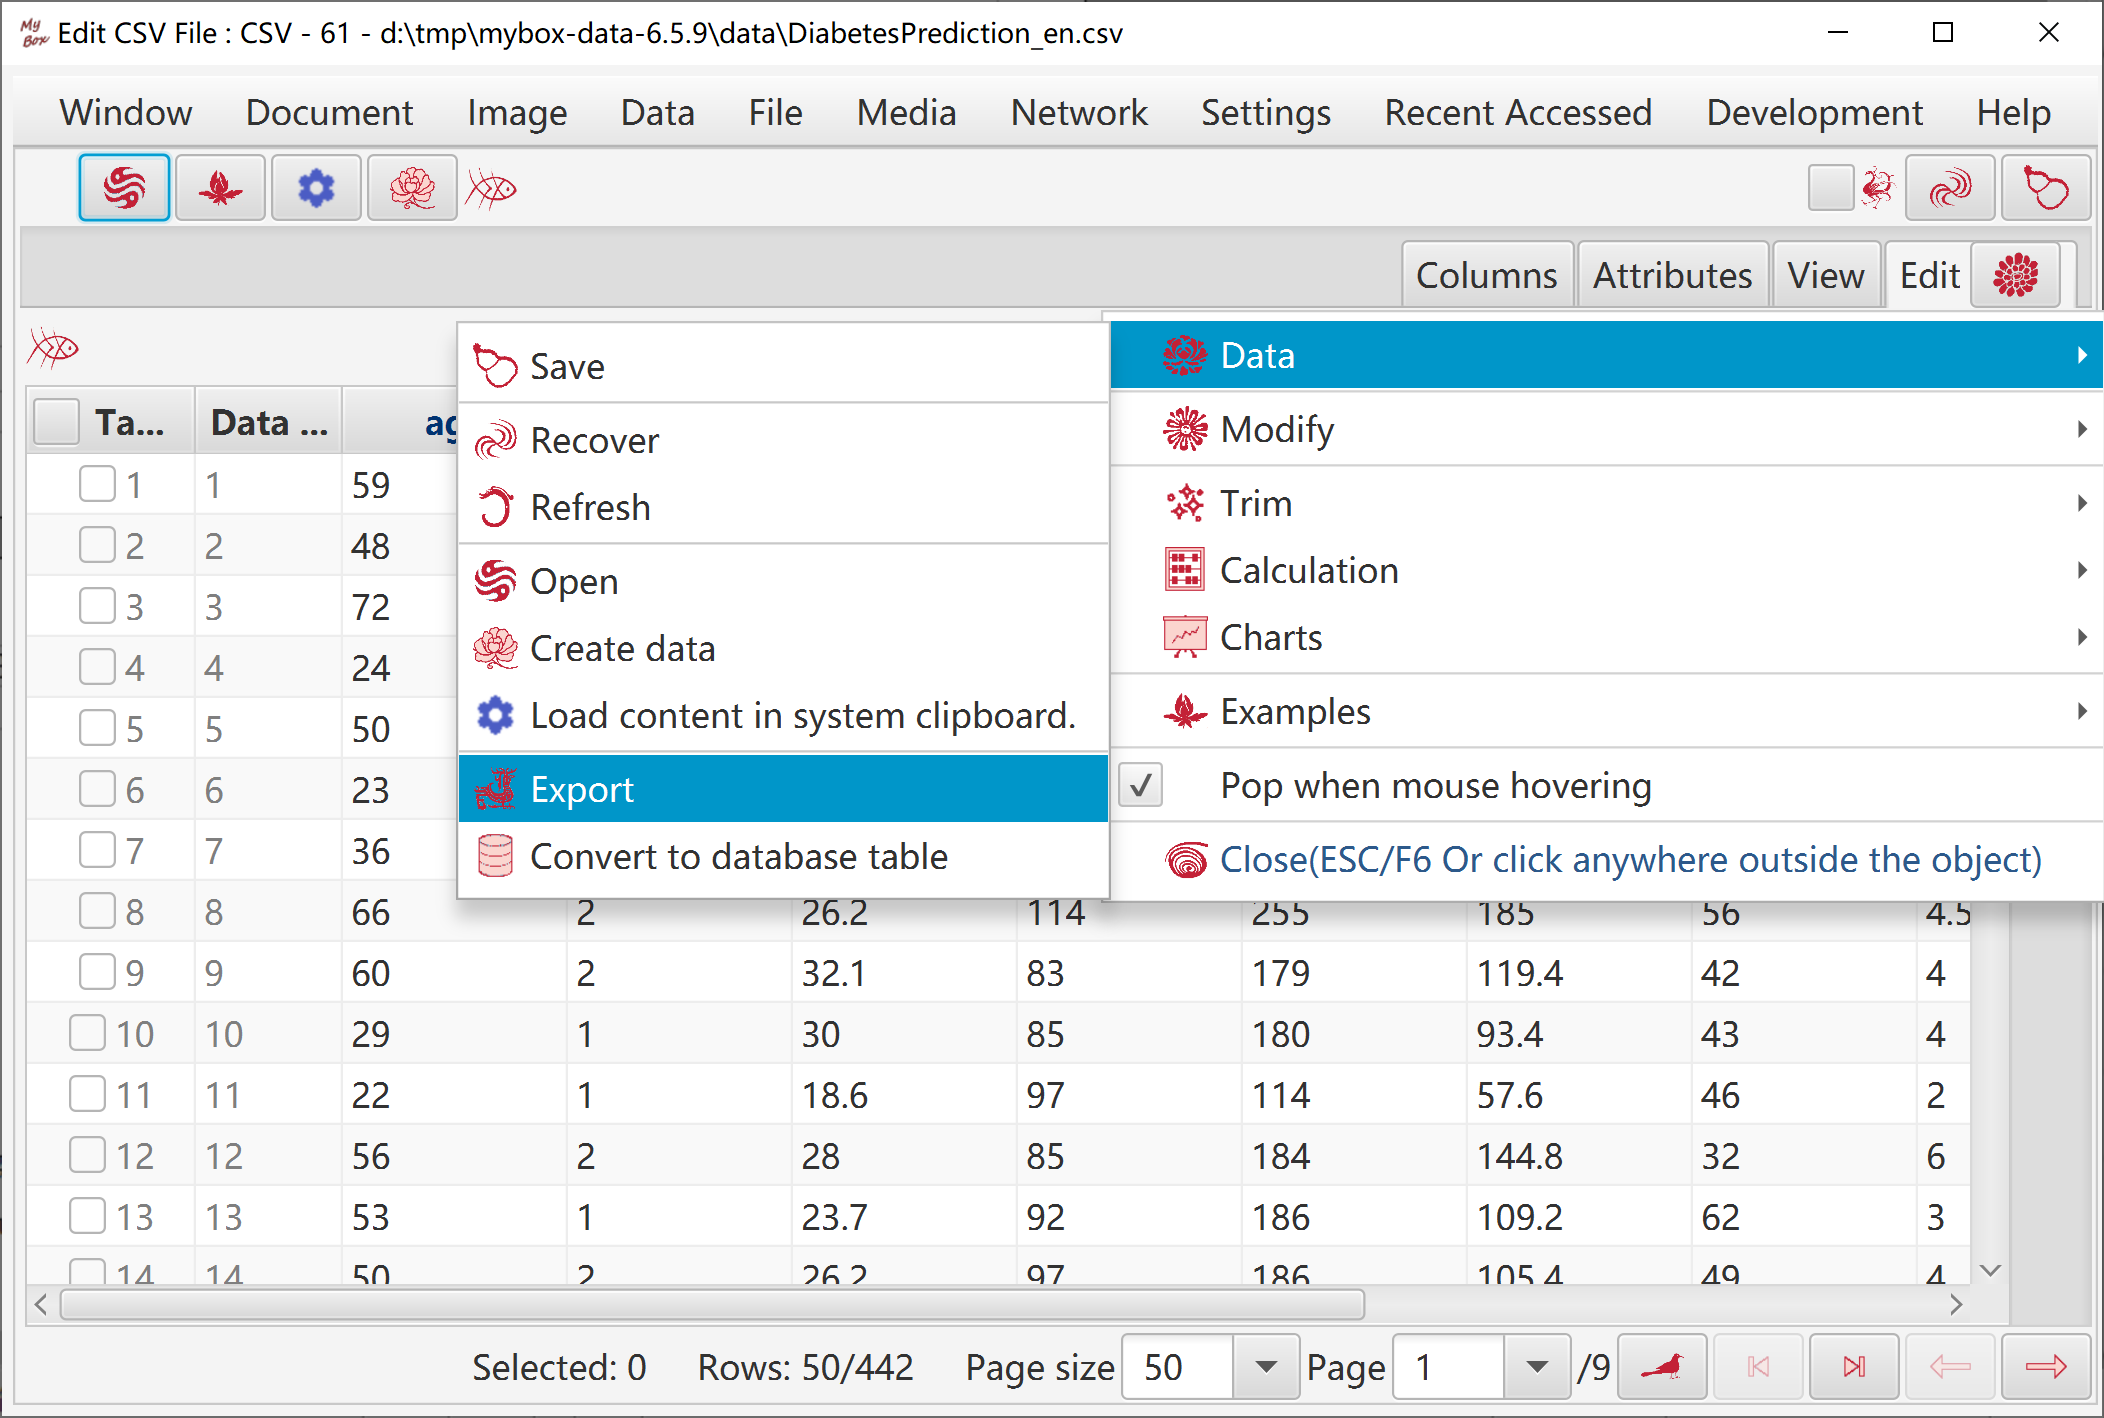 My Box Edit CSV File : CSV - 61 - d:\tmp\mybox-data-6.5.9\data\DiabetesPrediction_en.csv
Window Document Image Data File Media Network Settings Recent Accessed Development Help
Columns Attributes View Edit
Save
Recover
Refresh
Open
Create data
Load content in system clipboard.
Export
Convert to database table
Data
Modify
Trim
Calculation
Charts
Examples
Pop when mouse hovering
Close(ESC/F6 Or click anywhere outside the object)
Ta... Data ...
1 1 59
2 2 48
3 3 72
4 4 24
5 5 50
6 6 23
7 7 36
8 8 66 2 26.2 114 255 185 56 4.5
9 9 60 2 32.1 83 179 119.4 42 4
10 10 29 1 30 85 180 93.4 43 4
11 11 22 1 18.6 97 114 57.6 46 2
12 12 56 2 28 85 184 144.8 32 6
13 13 53 1 23.7 92 186 109.2 62 3
14 14 50 2 26.2 97 186 105.4 49 4
Selected: 0 Rows: 50/442 Page size 50 Page 1 /9